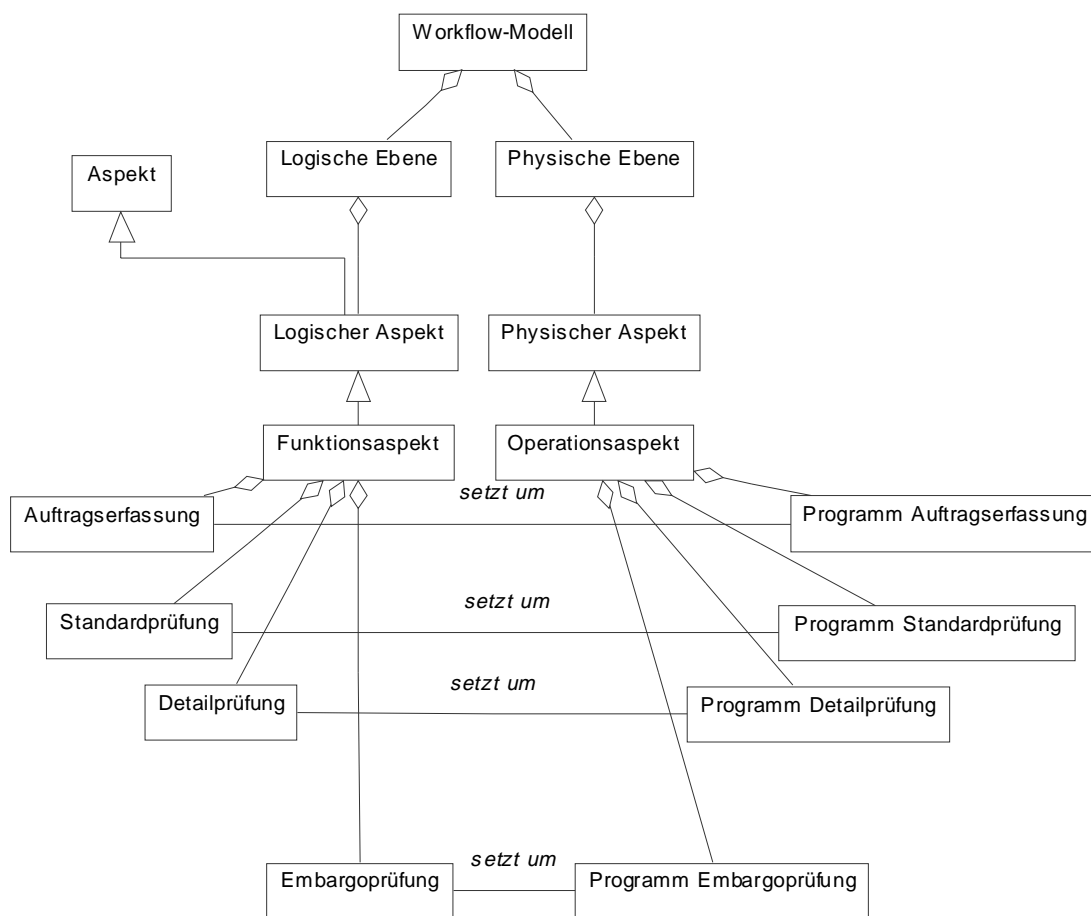 Workflow-Modell
Logische Ebene
Physische Ebene
Aspekt
Logischer Aspekt
Physischer Aspekt
Funktionsaspekt
Operationsaspekt
setzt um
Auftragserfassung
Programm Auftragserfassung
setzt um
Standardprüfung
Programm Standardprüfung
setzt um
Detailprüfung
Programm Detailprüfung
setzt um
Embargoprüfung
Programm Embargoprüfung